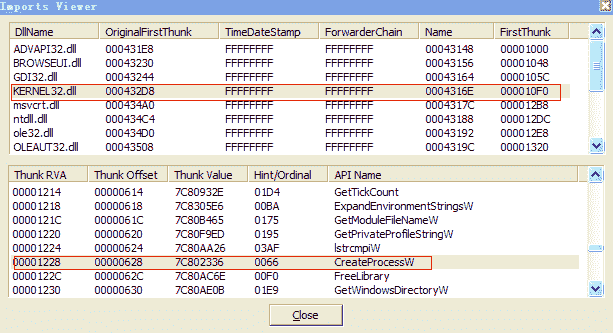 Imports Viewer
DllName OriginalFirstThunk TimeDateStamp ForwarderChain Name FirstThunk
ADVAPI32.dll 000431E8 FFFFFFFF FFFFFFFF 00043148 00001000
BROWSEUI.dll 00043230 FFFFFFFF FFFFFFFF 00043156 00001048
GDI32.dll 00043244 FFFFFFFF FFFFFFFF 00043164 0000105C
KERNEL32.dll 000432D8 FFFFFFFF FFFFFFFF 0004316E 000010F0
msvcrt.dll 000434A0 FFFFFFFF FFFFFFFF 0004317C 000012B8
ntdll.dll 000434C4 FFFFFFFF FFFFFFFF 00043188 000012DC
ole32.dll 000434D0 FFFFFFFF FFFFFFFF 00043192 000012E8
OLEAUT32.dll 00043508 FFFFFFFF FFFFFFFF 0004319C 00001320
Thunk RVA Thunk Offset Thunk Value Hint/Ordinal API Name
00001214 00000614 7C80932E 01D4 GetTickCount
00001218 00000618 7C8305E6 00BA ExpandEnvironmentStringsW
0000121C 0000061C 7C80B465 0175 GetModuleFileNameW
00001220 00000620 7C80F9ED 0195 GetPrivateProfileStringW
00001224 00000624 7C80AA26 03AF lstrcmpiW
00001228 00000628 7C802336 0066 CreateProcessW
0000122C 0000062C 7C80AC6E 00F0 FreeLibrary
00001230 00000630 7C80AE0B 01E9 GetWindowsDirectoryW
Close